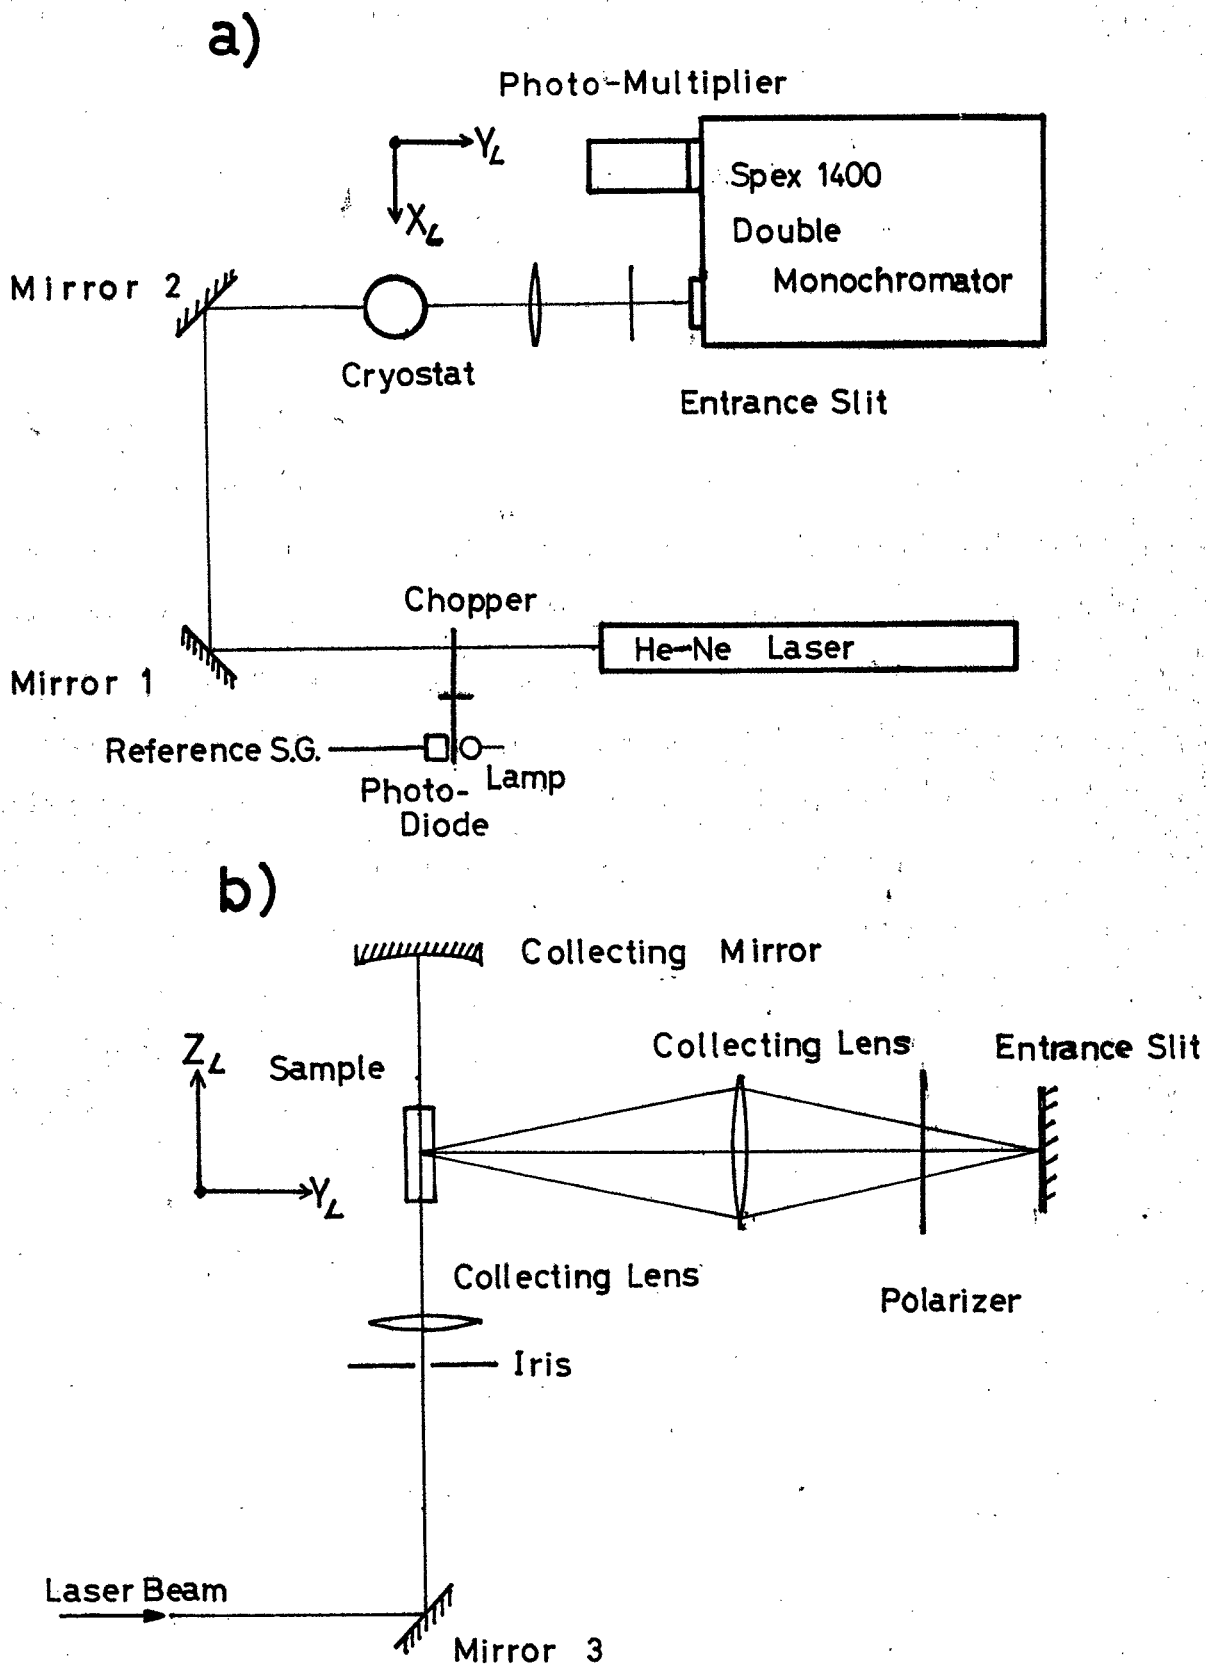 a)
Photo-Multiplier
Y_L
X_L
Spex 1400
Double
Monochromator
Mirror 2
Cryostat
Entrance Slit
Chopper
He-Ne Laser
Mirror 1
Reference S.G.
Lamp
Photo-
Diode
b)
Collecting Mirror
Z_L
Sample
Collecting Lens
Entrance Slit
Y_L
Collecting Lens
Polarizer
Iris
Laser Beam
Mirror 3